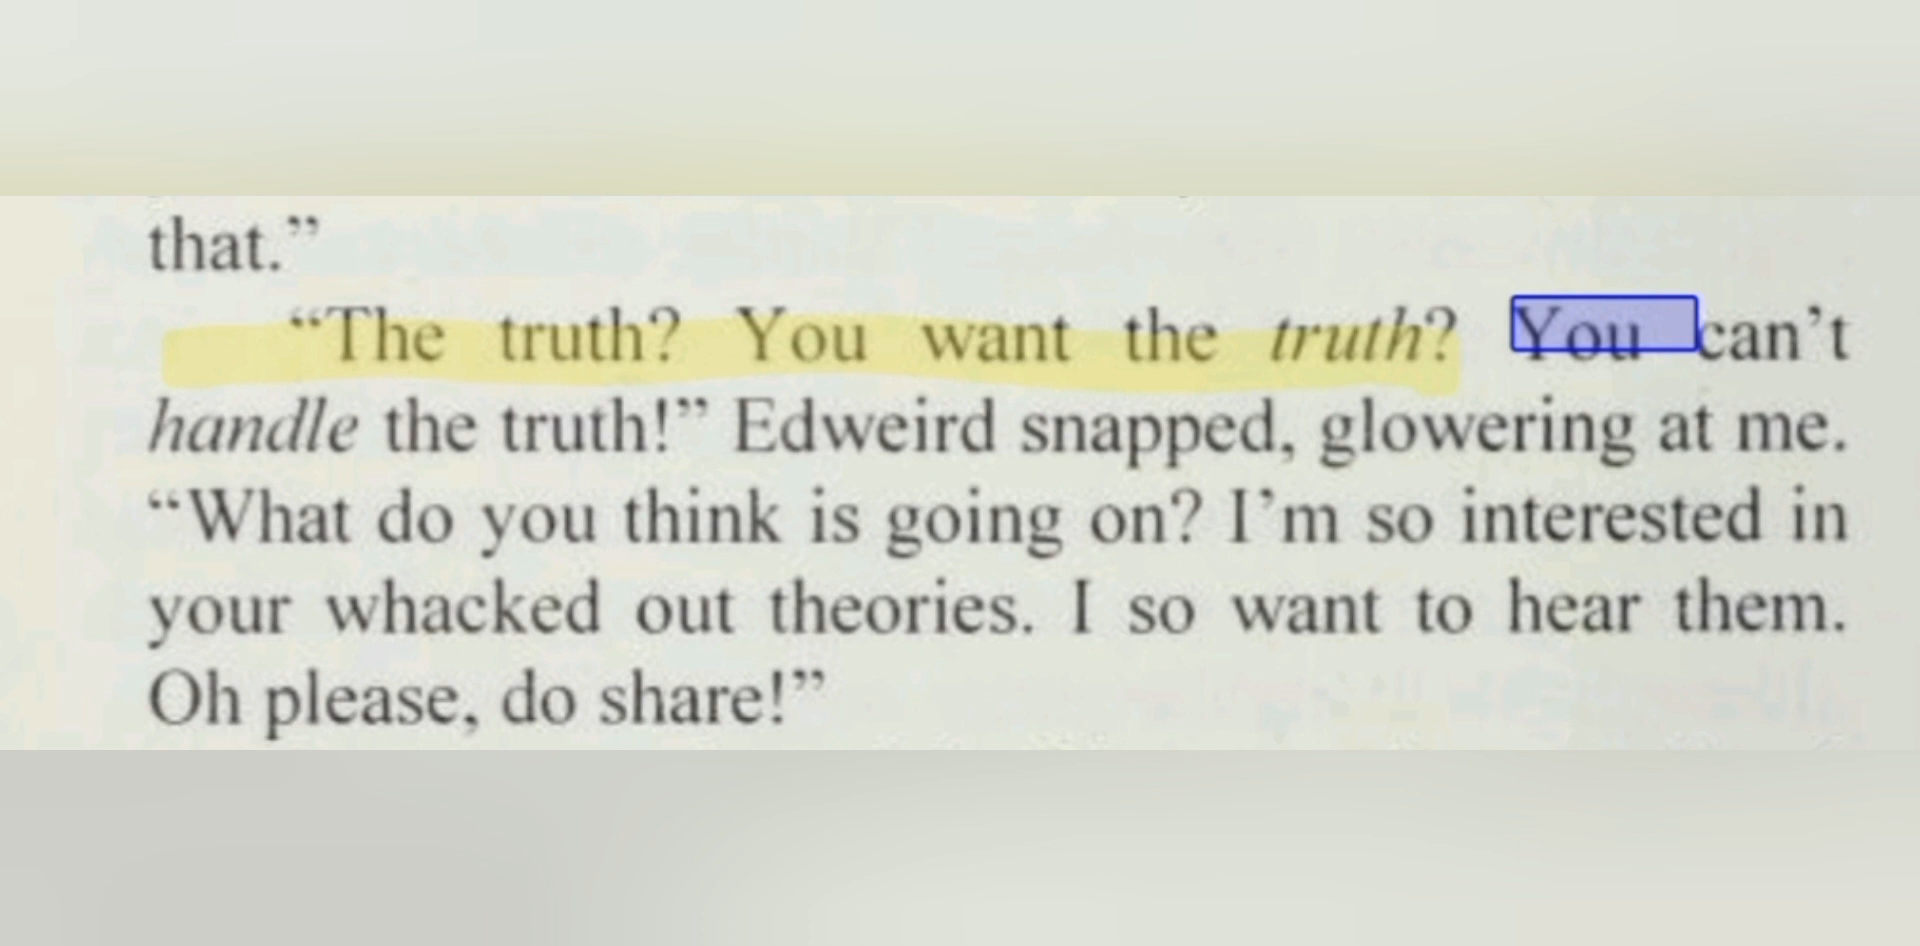 that.”
“The truth? You want the truth? You can’t
handle the truth!” Edweird snapped, glowering at me.
“What do you think is going on? I’m so interested in
your whacked out theories. I so want to hear them.
Oh please, do share!”